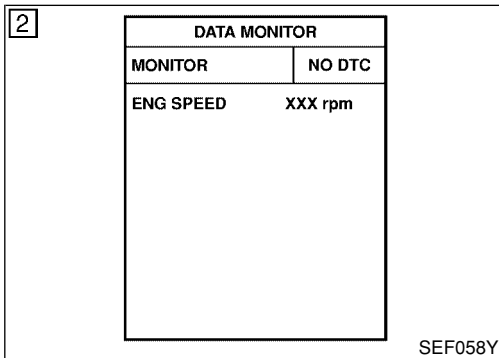 2
DATA MONITOR
MONITOR NO DTC
ENG SPEED XXX rpm
SEF058Y